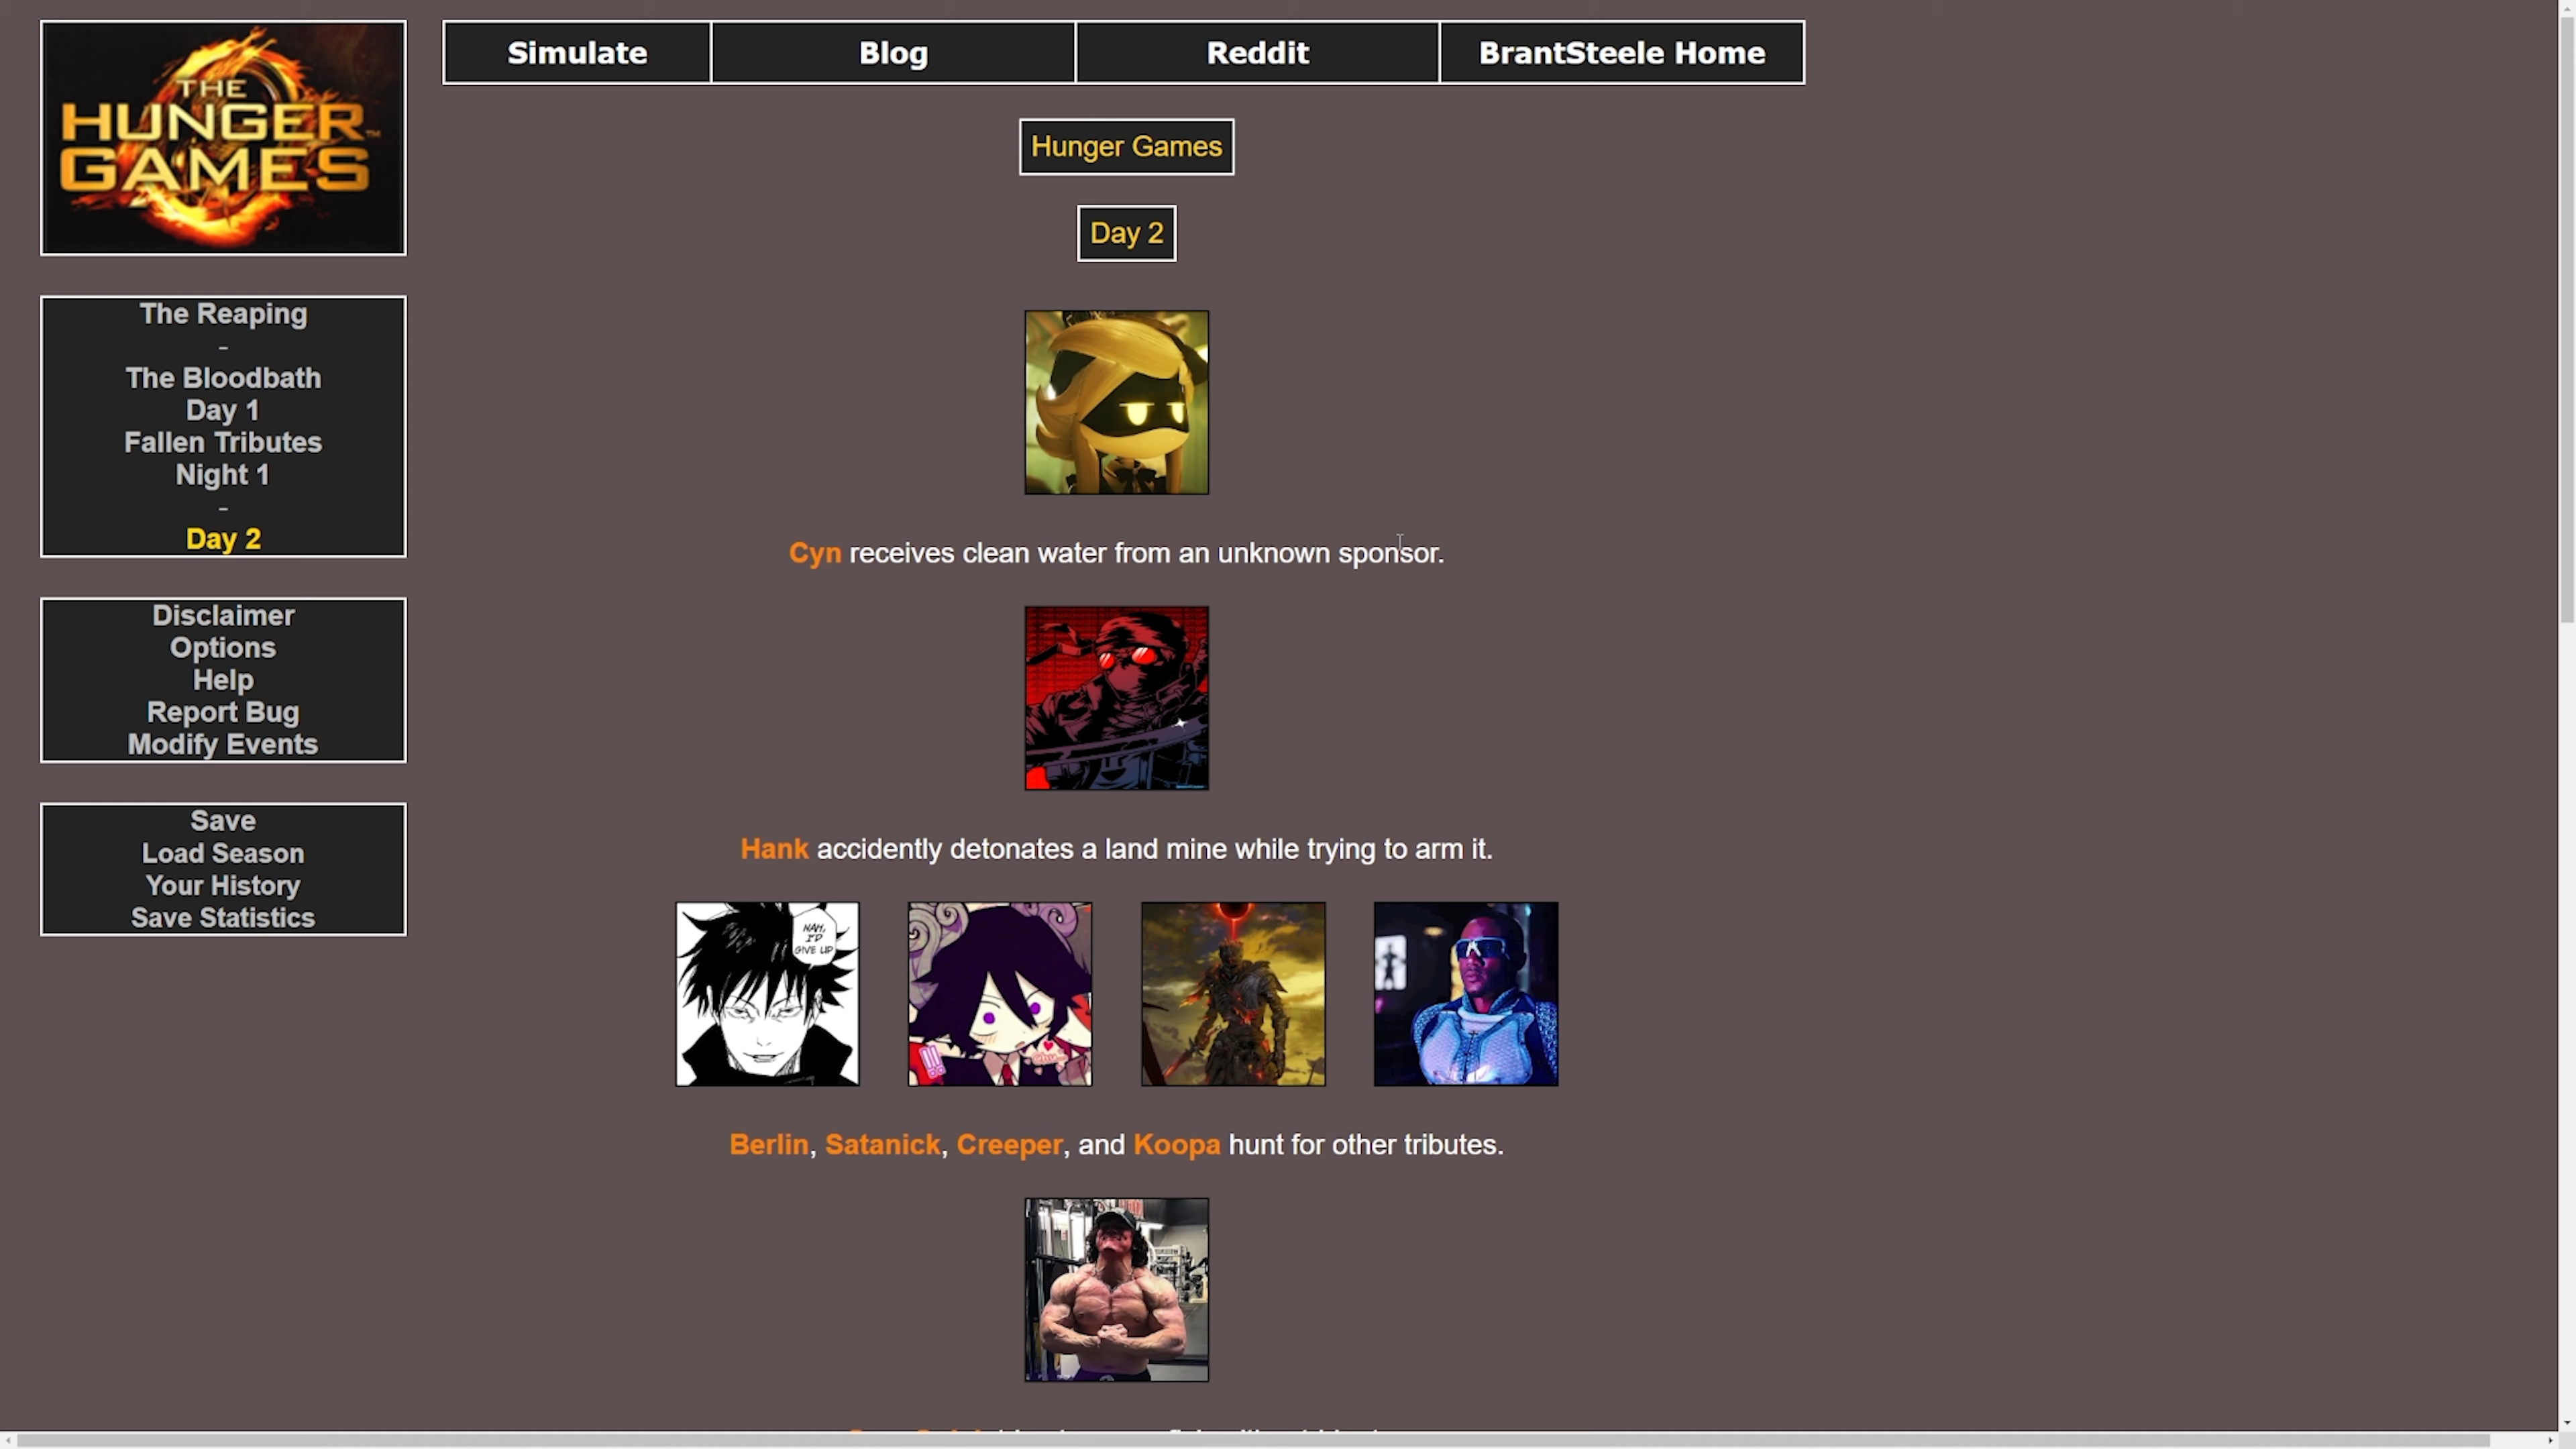 THE
HUNGER
GAMES
Simulate
Blog
Reddit
BrantSteele Home
Hunger Games
Day 2
The Reaping
-
The Bloodbath
Day 1
Fallen Tributes
Night 1
-
Day 2
Disclaimer
Options
Help
Report Bug
Modify Events
Save
Load Season
Your History
Save Statistics
Cyn receives clean water from an unknown sponsor.
Hank accidently detonates a land mine while trying to arm it.
NAH,
I'D
GIVE UP
Berlin, Satanick, Creeper, and Koopa hunt for other tributes.